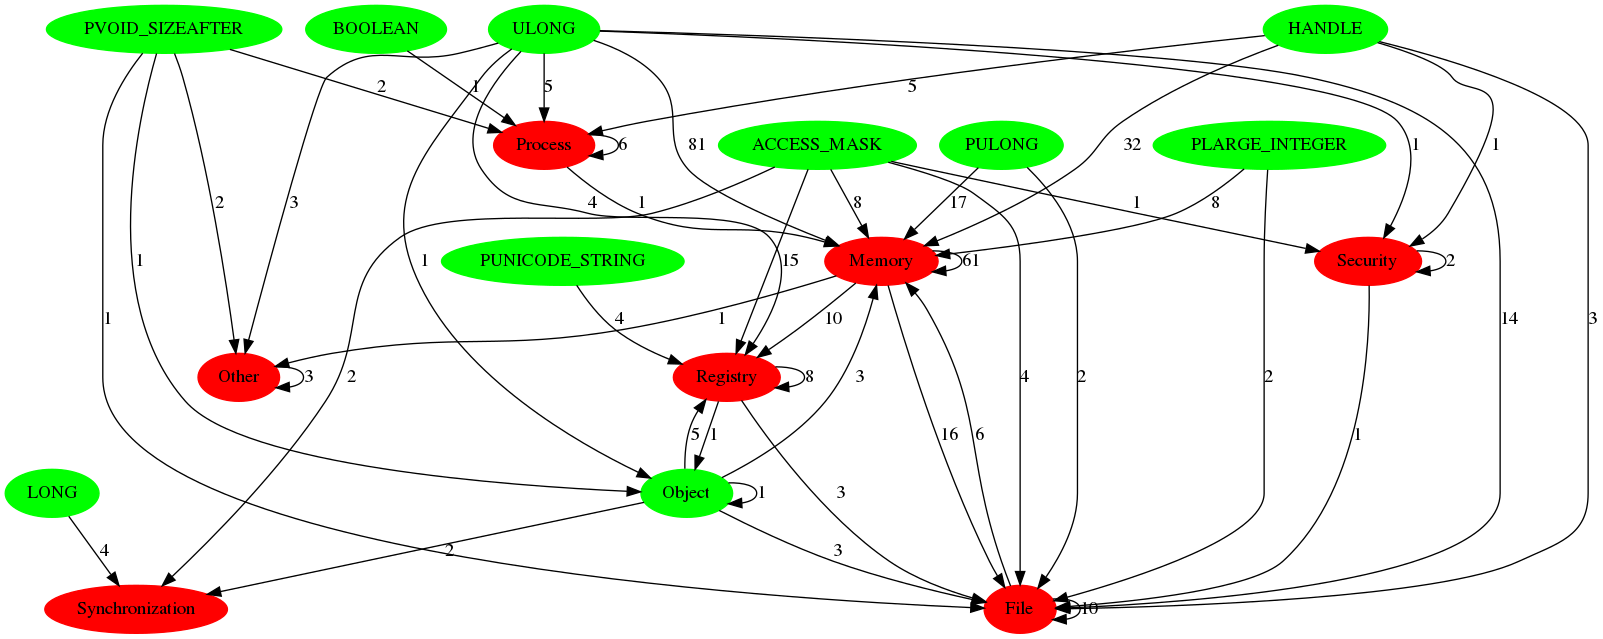 PVOID_SIZEAFTER BOOLEAN ULONG HANDLE
2 1 5 5
Process ACCESS_MASK PULONG PLARGE_INTEGER
6 81 32 1 1
2 3 4 1 8 17 8 1
1 1 PUNICODE_STRING 15 Memory 61 Security 2
1 4 1 10 14 3
Other 3 2 Registry 8 3 4 2 2
5 1 3 16 6 1
LONG Object 1
4 2 3
Synchronization File 10